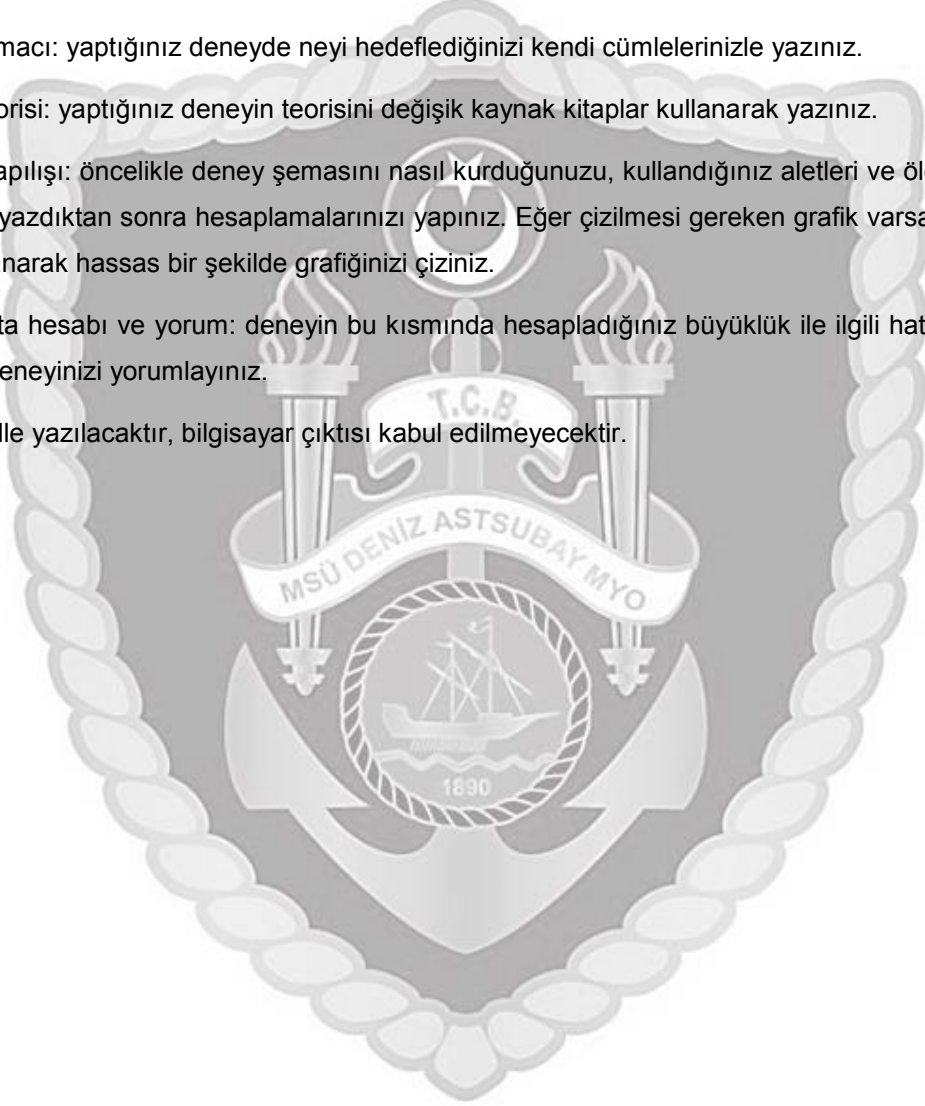 macı: yaptığınız deneyde neyi hedeflediğinizi kendi cümlelerinizle yazınız.
orisi: yaptığınız deneyin teorisini değişik kaynak kitaplar kullanarak yazınız.
apılışı: öncelikle deney şemasını nasıl kurduğunuzu, kullandığınız aletleri ve öl
yazdıktan sonra hesaplamalarınızı yapınız. Eğer çizilmesi gereken grafik varsa
narak hassas bir şekilde grafiğinizi çiziniz.
ta hesabı ve yorum: deneyin bu kısmında hesapladığınız büyüklük ile ilgili hat
eneyinizi yorumlayınız.
lle yazılacaktır, bilgisayar çıktısı kabul edilmeyecektir.
T.C.B.
MSÜ DENİZ ASTSUBAY MYO
1890